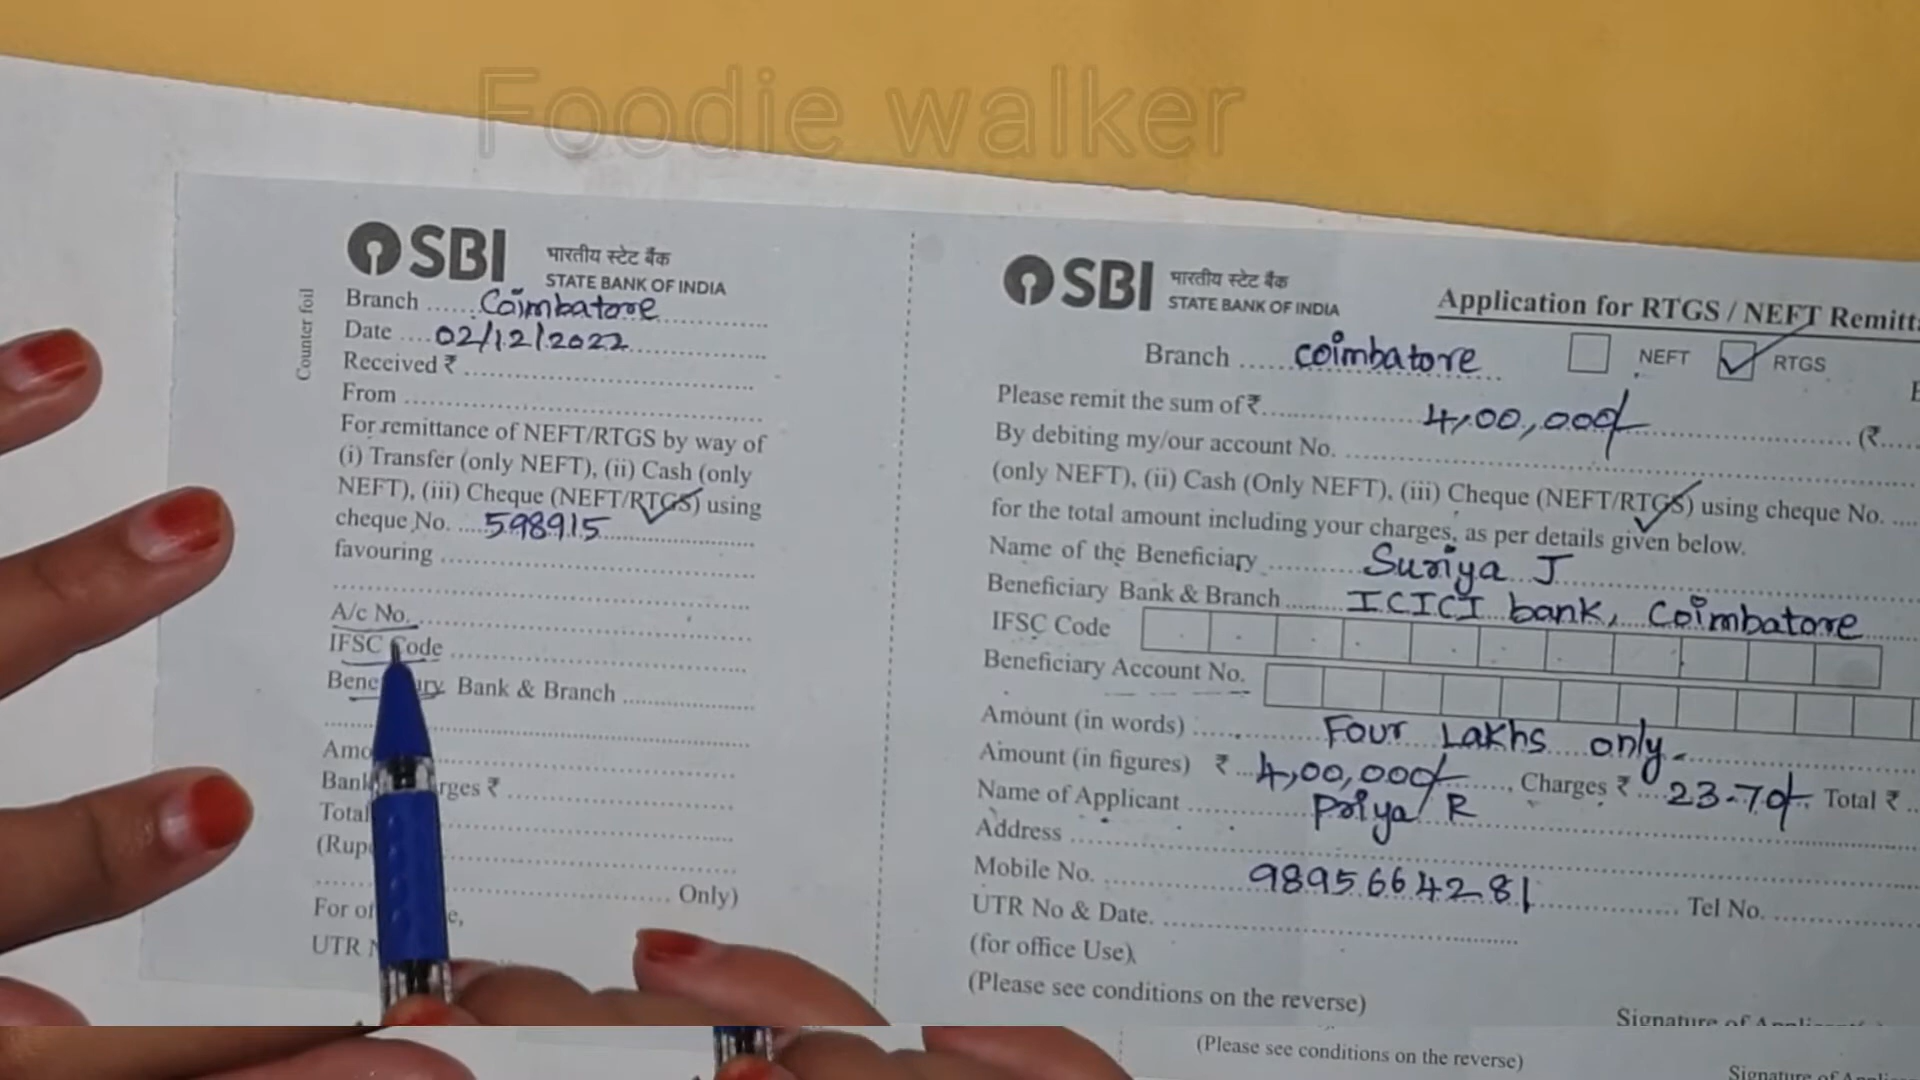 Foodie walker
SBI भारतीय स्टेट बैंक
STATE BANK OF INDIA
Counter foil
Branch ...... Coimbatore
Date .... 02/12/2022
Received ₹
From
For remittance of NEFT/RTGS by way of
(i) Transfer (only NEFT), (ii) Cash (only
NEFT), (iii) Cheque (NEFT/RTGS) using
cheque No. .... 598915
favouring
A/c No.
IFSC Code
Bank & Branch
₹
Total
Only)
UTR
SBI भारतीय स्टेट बैंक
STATE BANK OF INDIA
Application for RTGS / NEFT
Branch .... coimbatore NEFT ✓ RTGS
Please remit the sum of ₹ 4,00,000/- (₹
By debiting my/our account No.
(only NEFT), (ii) Cash (Only NEFT), (iii) Cheque (NEFT/RTGS) using cheque No.
for the total amount including your charges, as per details given below.
Name of the Beneficiary Suriya J
Beneficiary Bank & Branch ICICI bank, Coimbatore
IFSC Code
Beneficiary Account No.
Amount (in words) Four Lakhs only
Amount (in figures) ₹ 4,00,000/- Charges ₹ 23-70/- Total ₹
Name of Applicant Priya R
Address
Mobile No. 9895664281 Tel No.
UTR No & Date.
(for office Use)
(Please see conditions on the reverse)
Signature of
(Please see conditions on the reverse)
Signature of